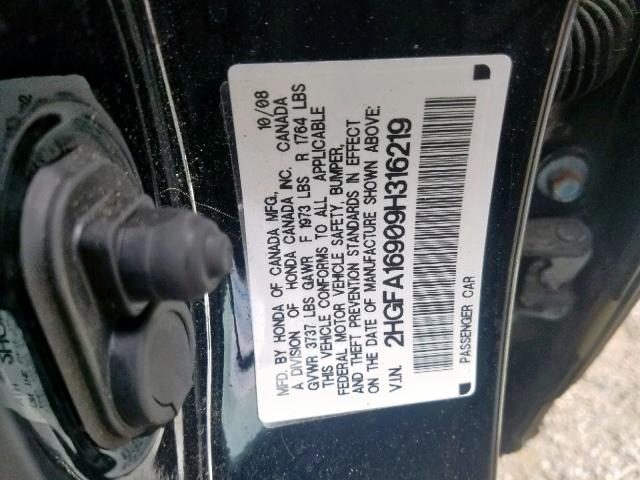 MFD. BY HONDA OF CANADA MFG., 10/08
A DIVISION OF HONDA CANADA INC. CANADA
GVWR 3737 LBS GAWR F 1973 LBS R 1764 LBS
THIS VEHICLE CONFORMS TO ALL APPLICABLE
FEDERAL MOTOR VEHICLE SAFETY, BUMPER,
AND THEFT PREVENTION STANDARDS IN EFFECT
ON THE DATE OF MANUFACTURE SHOWN ABOVE:
V.I.N. 2HGFA16909H316219
PASSENGER CAR